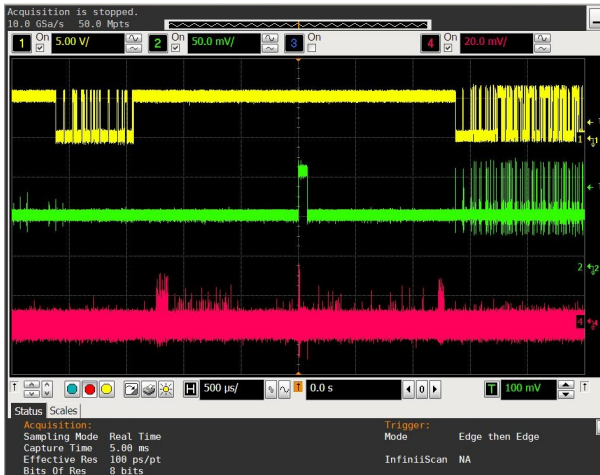 Acquisition is stopped.
10.0 GSa/s 50.0 Mpts
1 On 5.00 V/ 2 On 50.0 mV/ 3 On 4 On 20.0 mV/
1
2
4
H 500 µs/ 0.0 s 0 T 100 mV
Status Scales
Acquisition:
Sampling Mode Real Time
Capture Time 5.00 ms
Effective Res 100 ps/pt
Bits Of Res 8 bits
Trigger:
Mode Edge then Edge
InfiniiScan NA